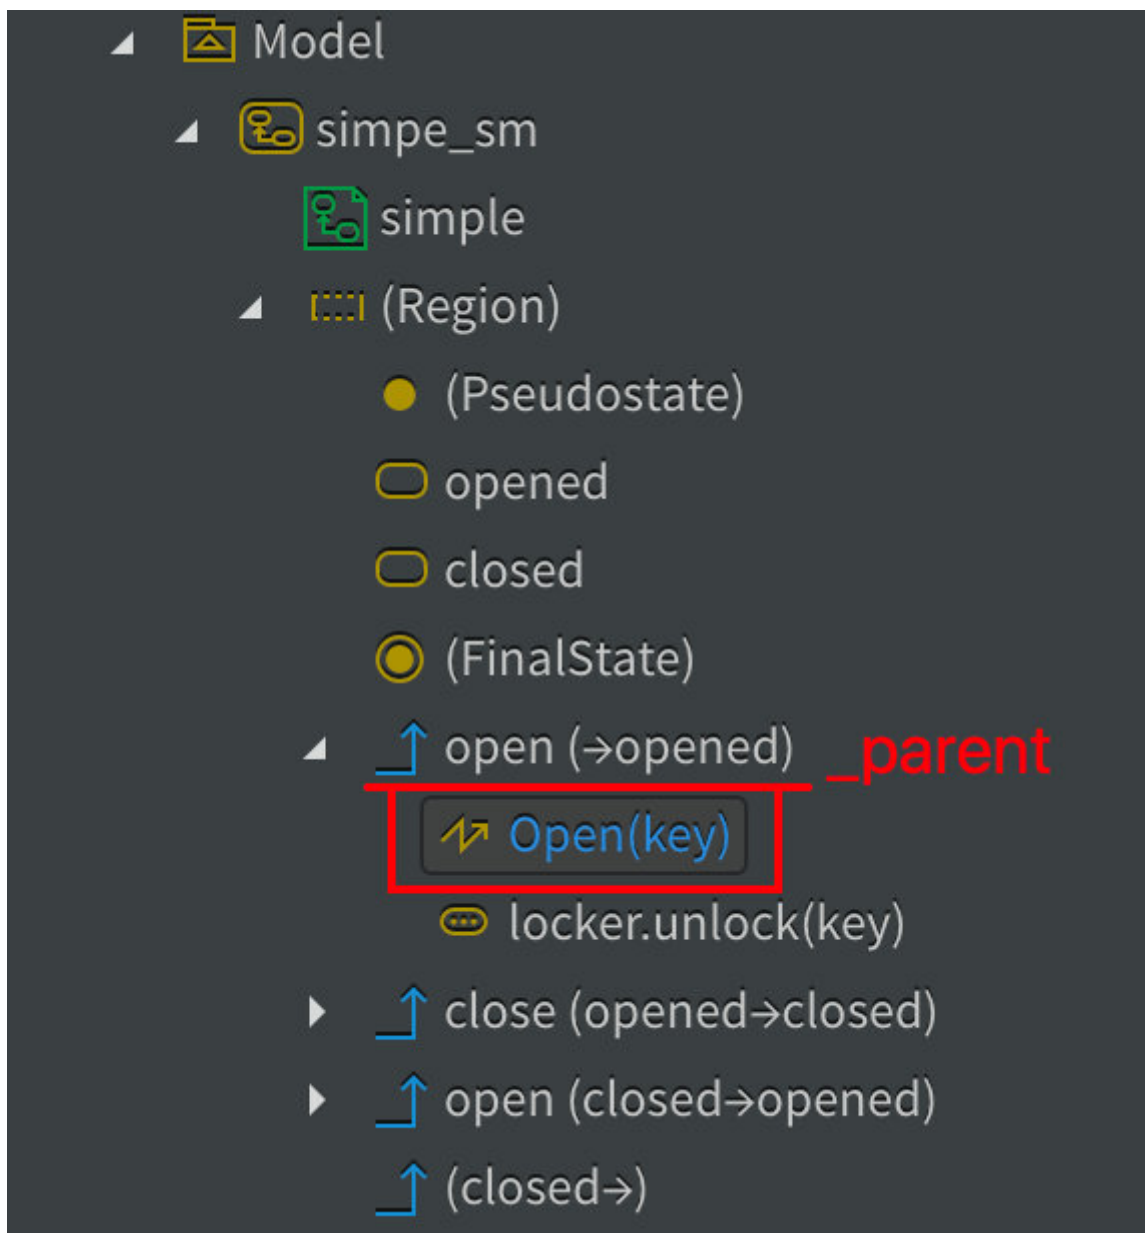 Model
simpe_sm
simple
(Region)
(Pseudostate)
opened
closed
(FinalState)
open (→opened) _parent
Open(key)
locker.unlock(key)
close (opened→closed)
open (closed→opened)
(closed→)